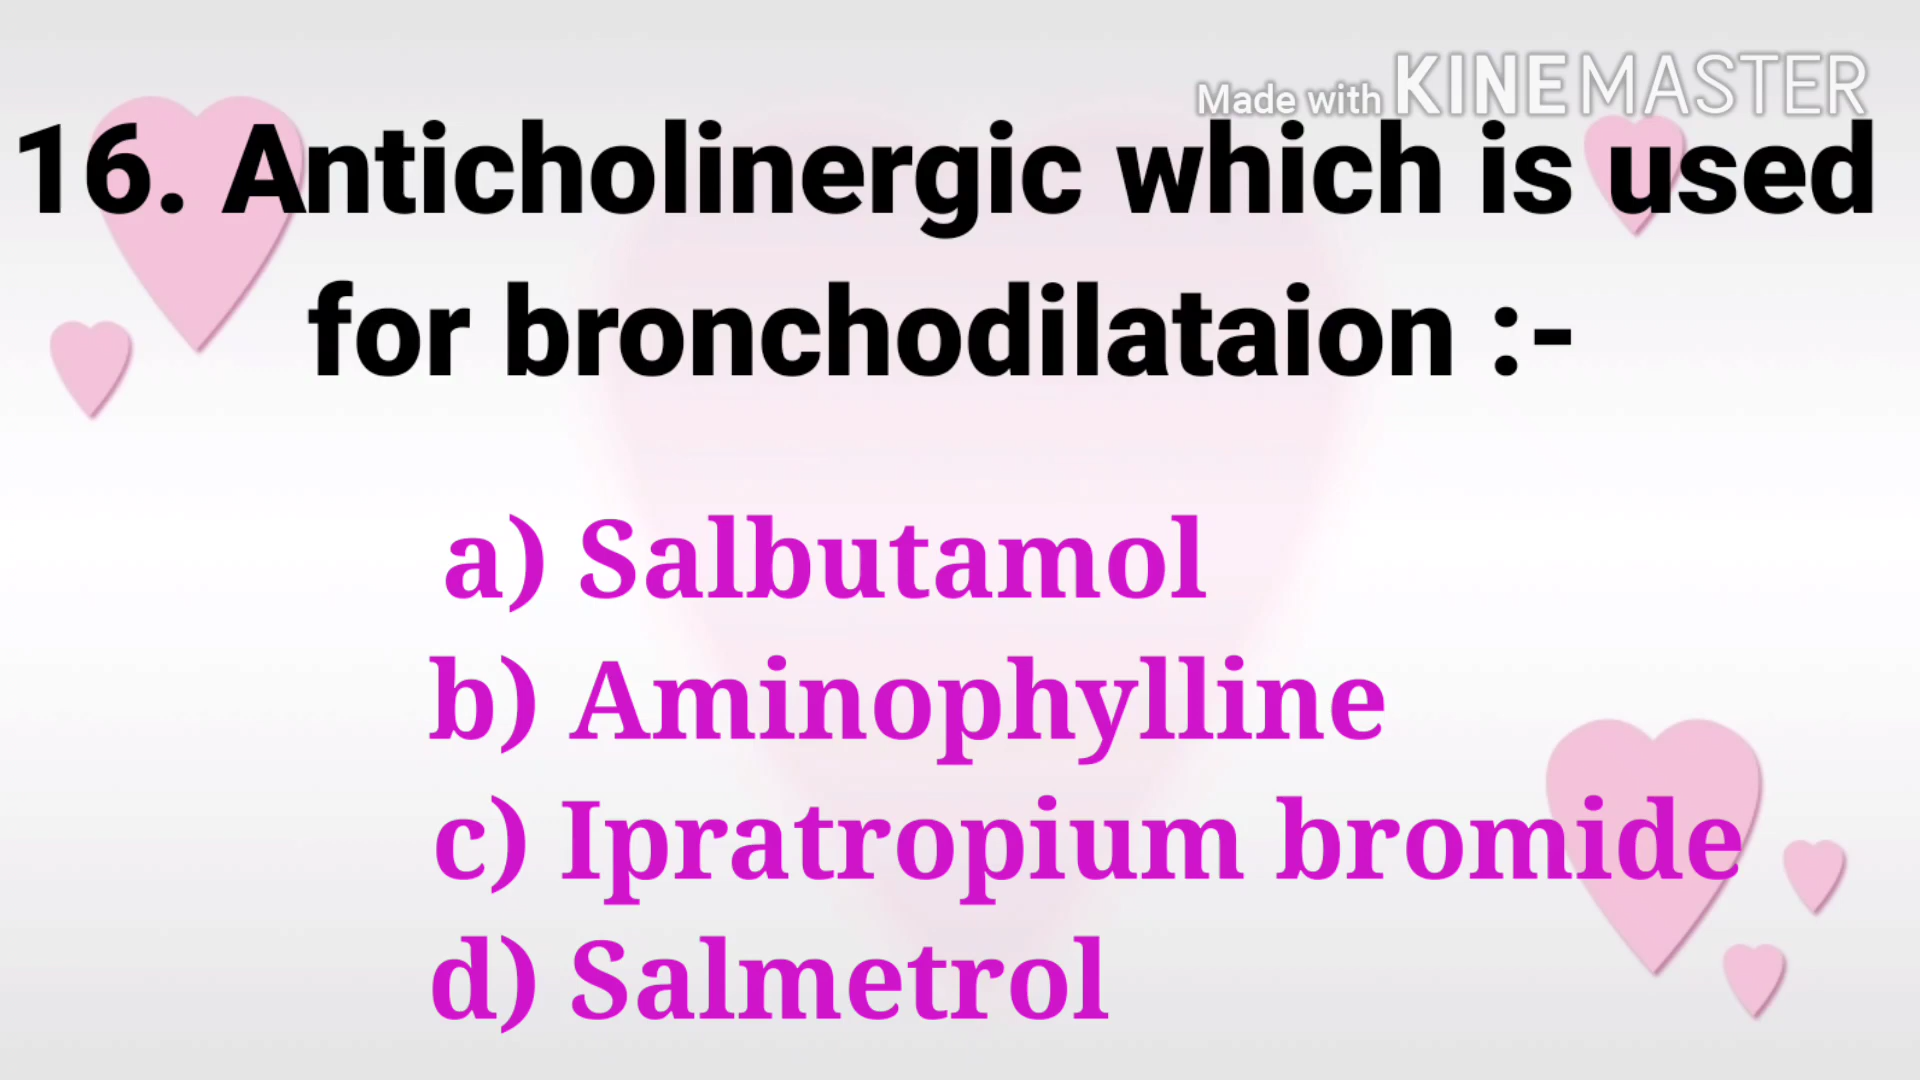 Made with KINEMASTER
16. Anticholinergic which is used
for bronchodilataion :-
a) Salbutamol
b) Aminophylline
c) Ipratropium bromide
d) Salmetrol